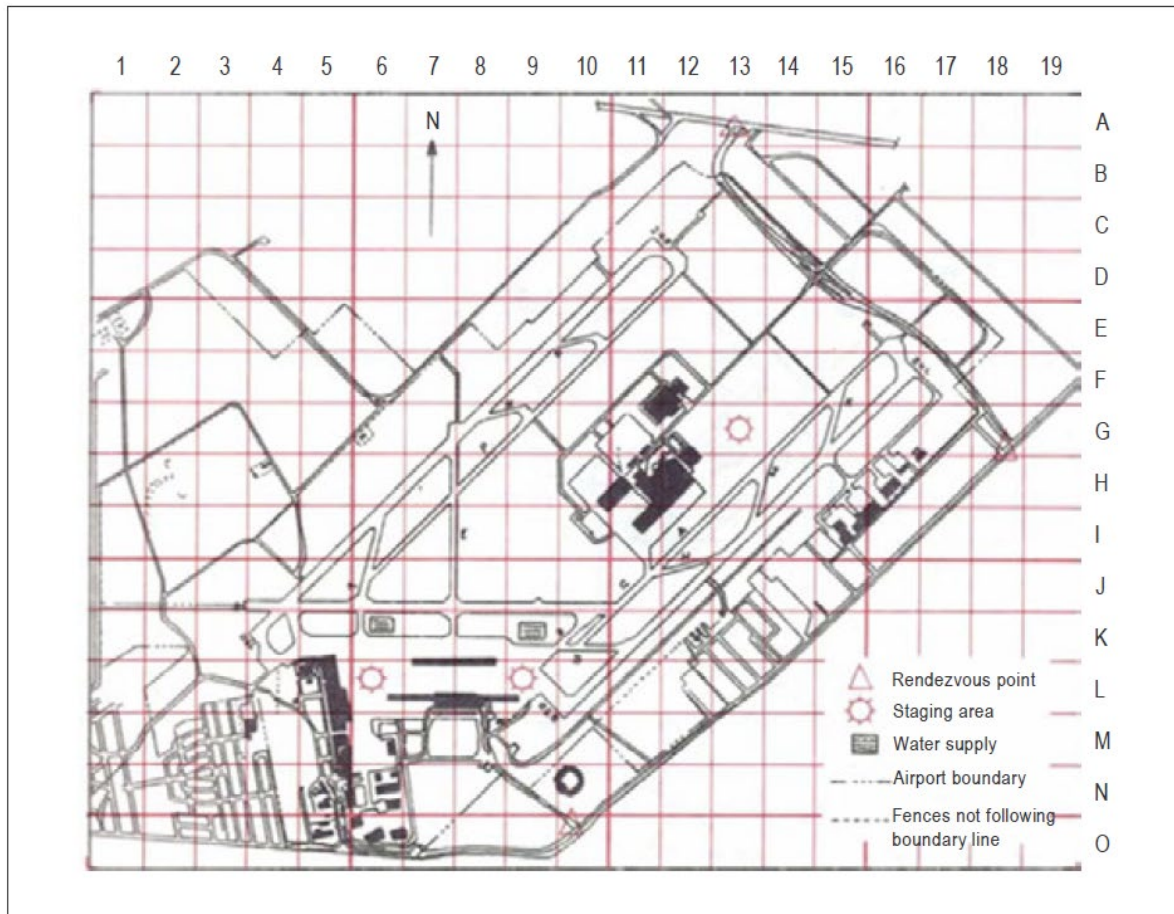 1 2 3 4 5 6 7 8 9 10 11 12 13 14 15 16 17 18 19
N
A
B
C
D
E
F
G
H
I
J
K
L
M
N
O
Rendezvous point
Staging area
Water supply
Airport boundary
Fences not following
boundary line